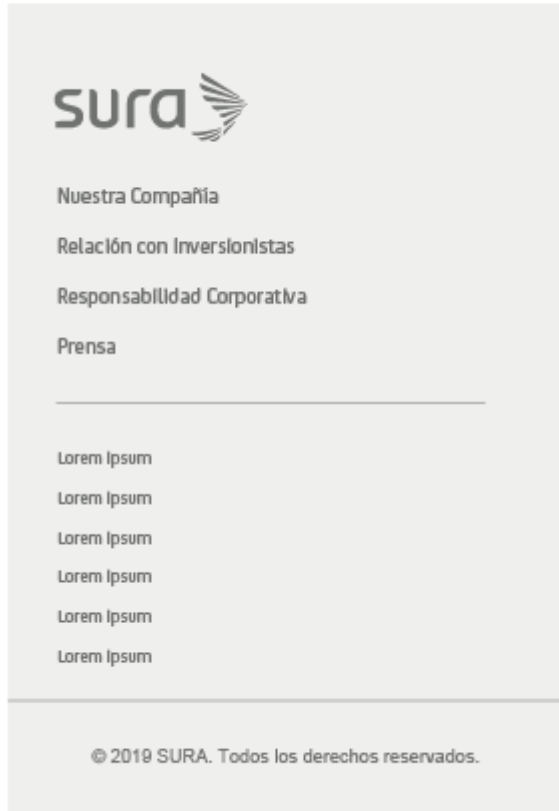 sura
Nuestra Compañía
Relación con Inversionistas
Responsabilidad Corporativa
Prensa
Lorem Ipsum
Lorem Ipsum
Lorem Ipsum
Lorem Ipsum
Lorem Ipsum
Lorem Ipsum
© 2019 SURA. Todos los derechos reservados.